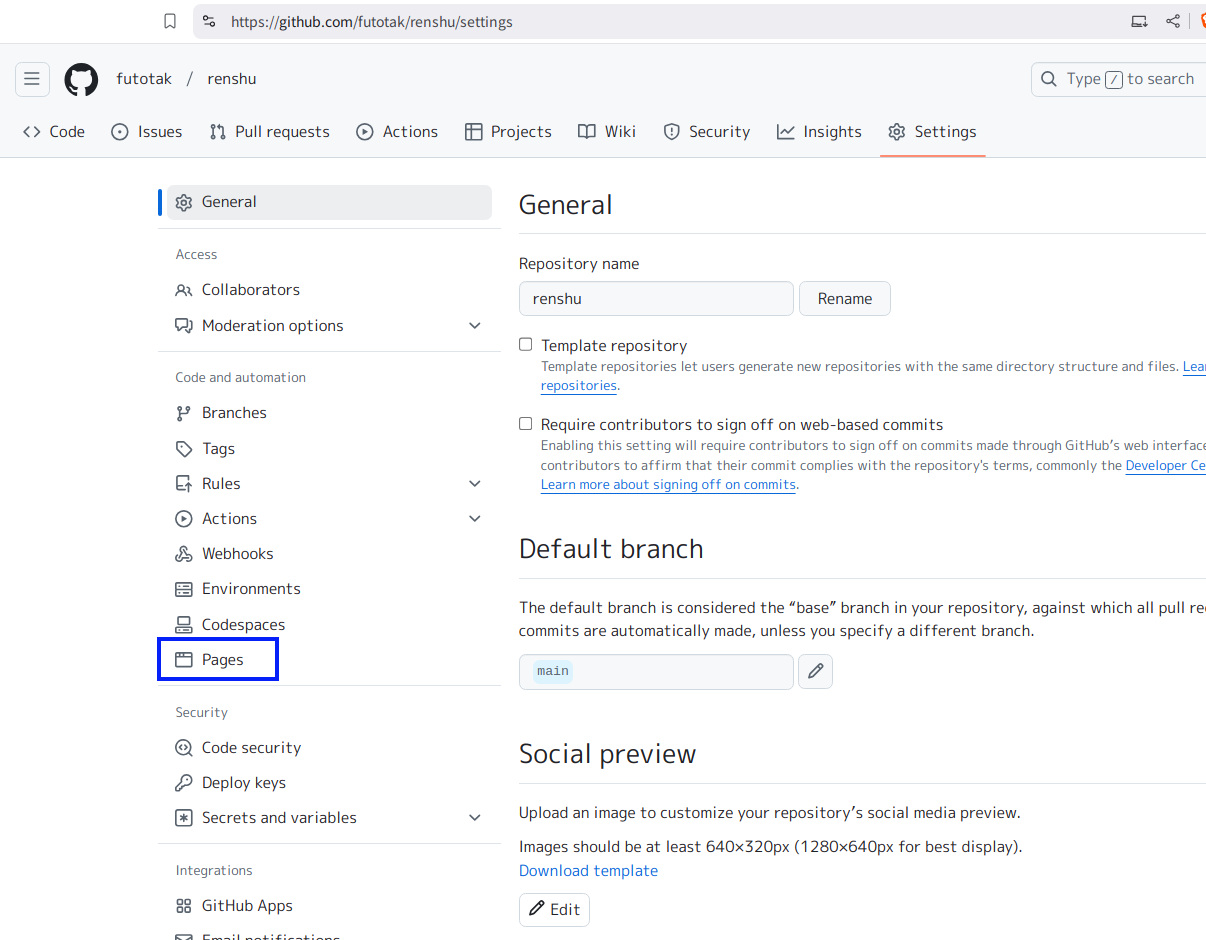 https://github.com/futotak/renshu/settings
futotak / renshu
Type / to search
Code Issues Pull requests Actions Projects Wiki Security Insights Settings
General
Access
Collaborators
Moderation options
Code and automation
Branches
Tags
Rules
Actions
Webhooks
Environments
Codespaces
Pages
Security
Code security
Deploy keys
Secrets and variables
Integrations
GitHub Apps
Email notifications
General
Repository name
renshu Rename
Template repository
Template repositories let users generate new repositories with the same directory structure and files. Lear
repositories.
Require contributors to sign off on web-based commits
Enabling this setting will require contributors to sign off on commits made through GitHub’s web interface
contributors to affirm that their commit complies with the repository's terms, commonly the Developer Ce
Learn more about signing off on commits.
Default branch
The default branch is considered the “base” branch in your repository, against which all pull re
commits are automatically made, unless you specify a different branch.
main
Social preview
Upload an image to customize your repository’s social media preview.
Images should be at least 640×320px (1280×640px for best display).
Download template
Edit